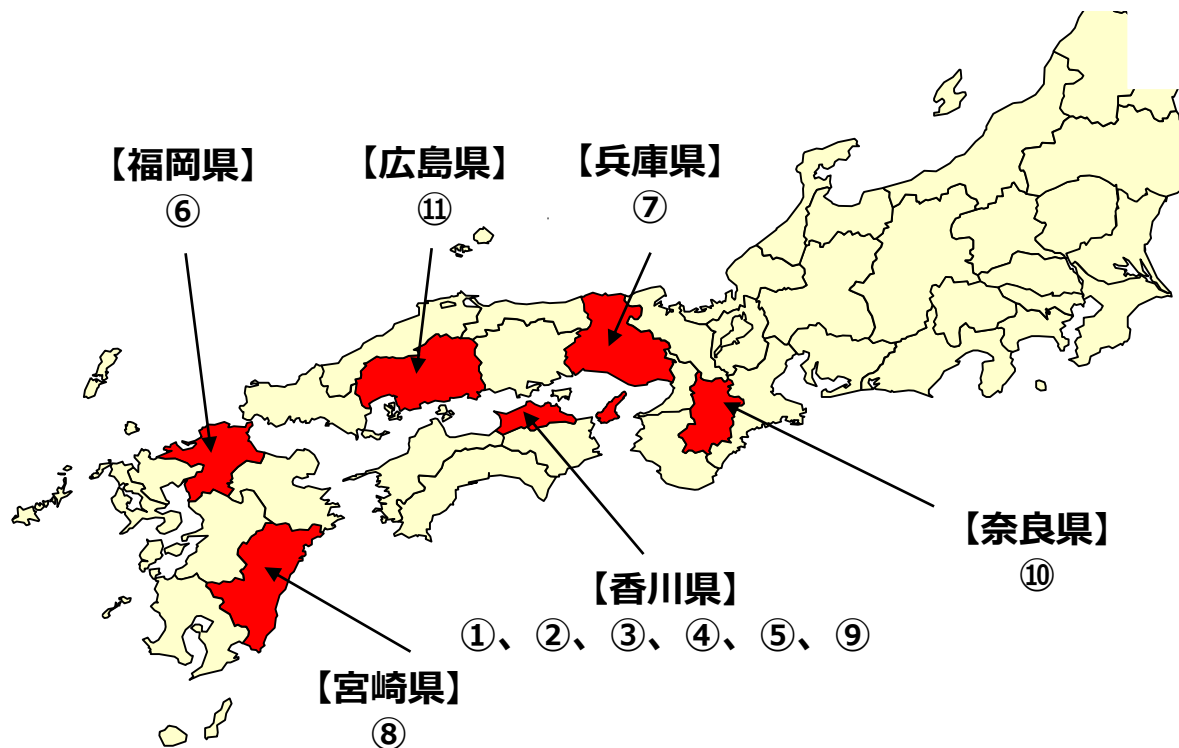 【福岡県】
⑥
【広島県】
⑪
【兵庫県】
⑦
【奈良県】
⑩
【香川県】
①、②、③、④、⑤、⑨
【宮崎県】
⑧